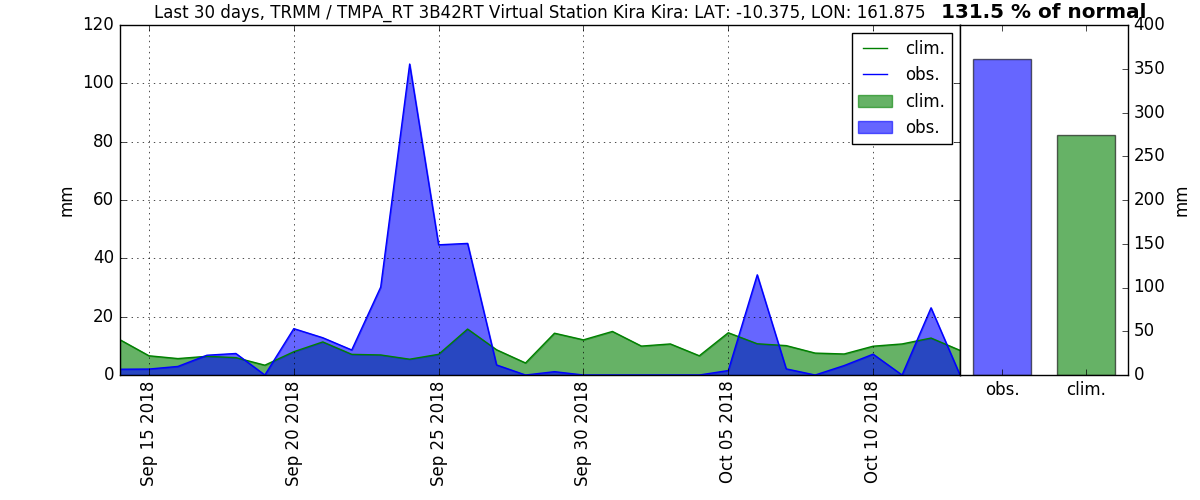 Last 30 days, TRMM / TMPA_RT 3B42RT Virtual Station Kira Kira: LAT: -10.375, LON: 161.875
131.5 % of normal
120
100
80
60
40
20
0
mm
clim.
obs.
clim.
obs.
400
350
300
250
200
150
100
50
0
mm
Sep 15 2018
Sep 20 2018
Sep 25 2018
Sep 30 2018
Oct 05 2018
Oct 10 2018
obs.
clim.